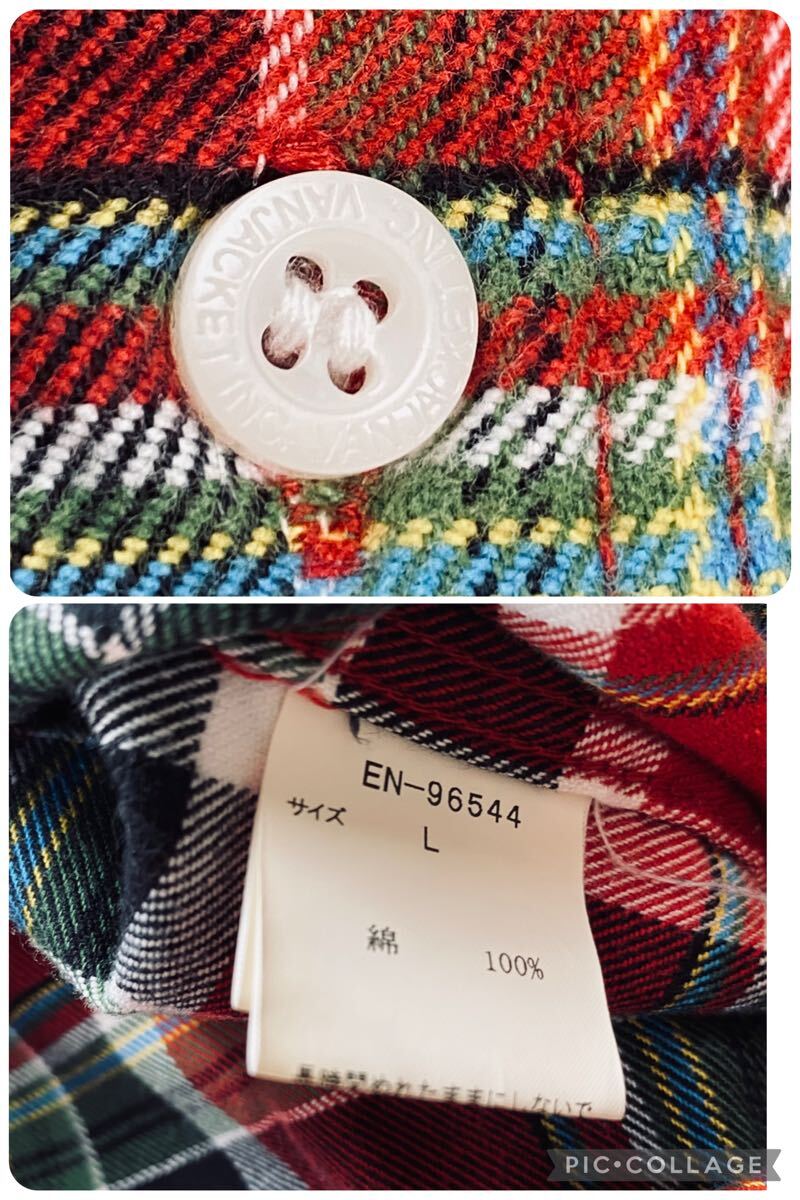 VANJACKET INC. VANJACKET INC.
EN-96544
サイズ
L
綿 100%
長時間ぬれたままにしないで
PIC•COLLAGE